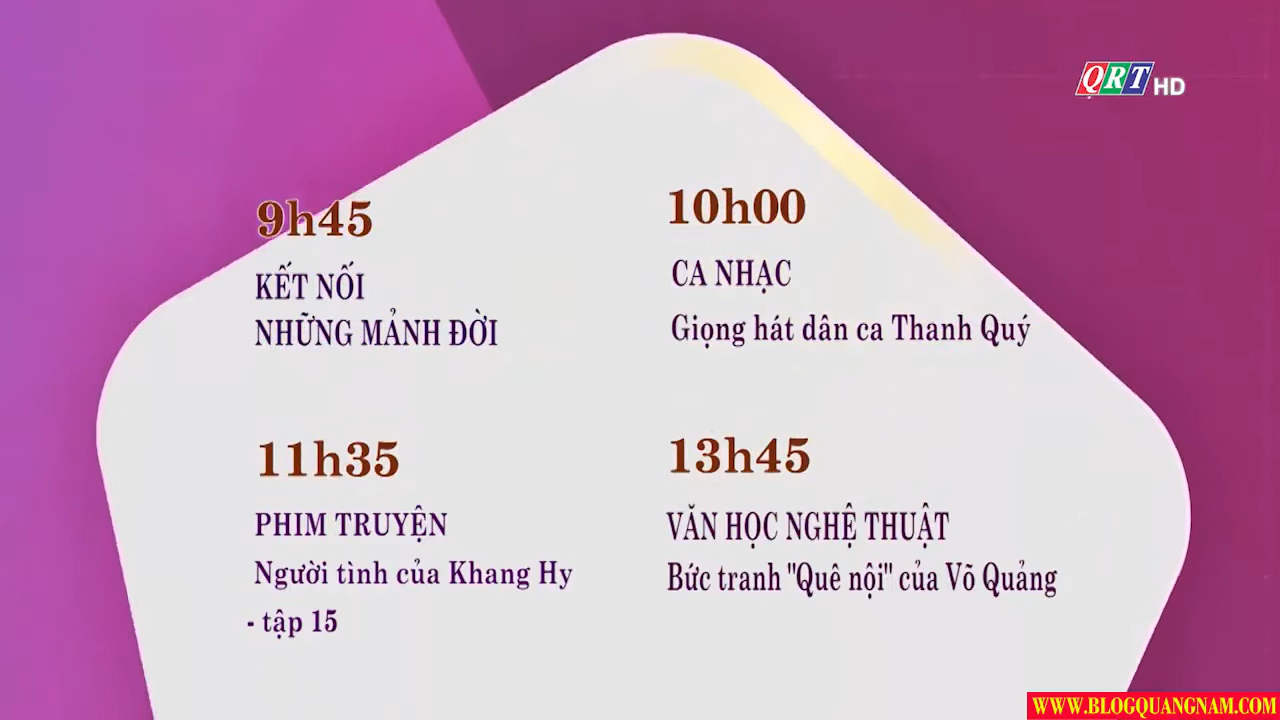 QRT HD
9h45
KẾT NỐI
NHỮNG MẢNH ĐỜI
10h00
CA NHẠC
Giọng hát dân ca Thanh Quý
11h35
PHIM TRUYỆN
Người tình của Khang Hy
- tập 15
13h45
VĂN HỌC NGHỆ THUẬT
Bức tranh "Quê nội" của Võ Quảng
WWW.BLOGQUANGNAM.COM